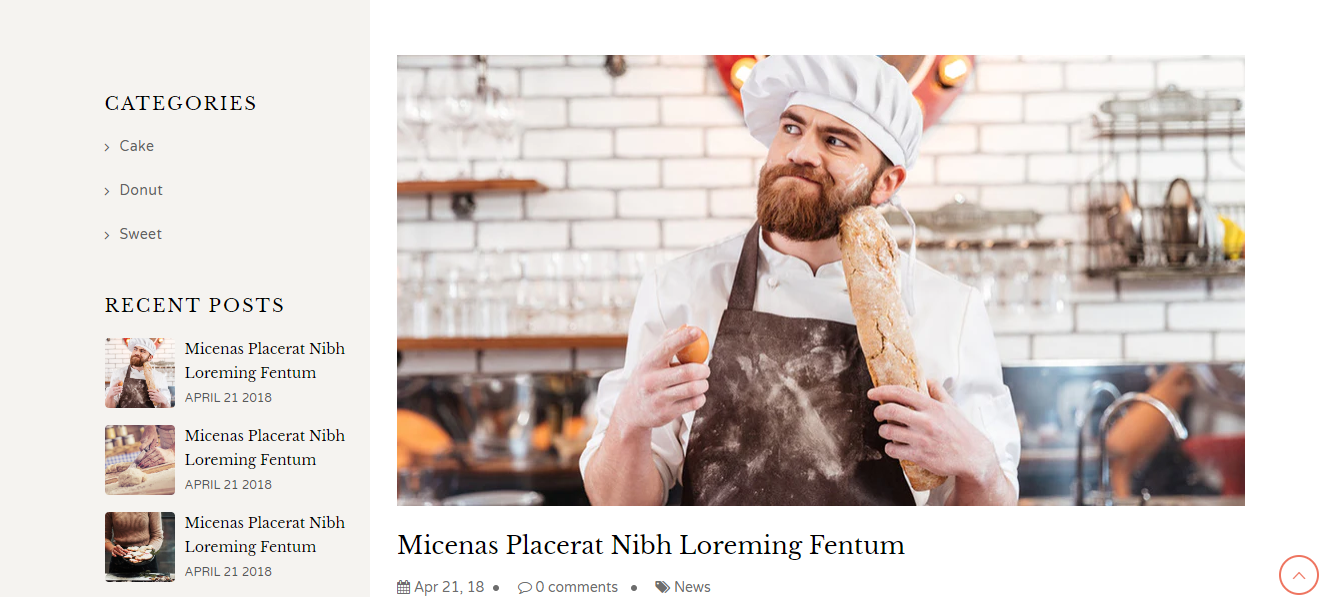 CATEGORIES
Cake
Donut
Sweet
RECENT POSTS
Micenas Placerat Nibh
Loreming Fentum
APRIL 21 2018
Micenas Placerat Nibh
Loreming Fentum
APRIL 21 2018
Micenas Placerat Nibh
Loreming Fentum
APRIL 21 2018
Micenas Placerat Nibh Loreming Fentum
Apr 21, 18 • 0 comments • News